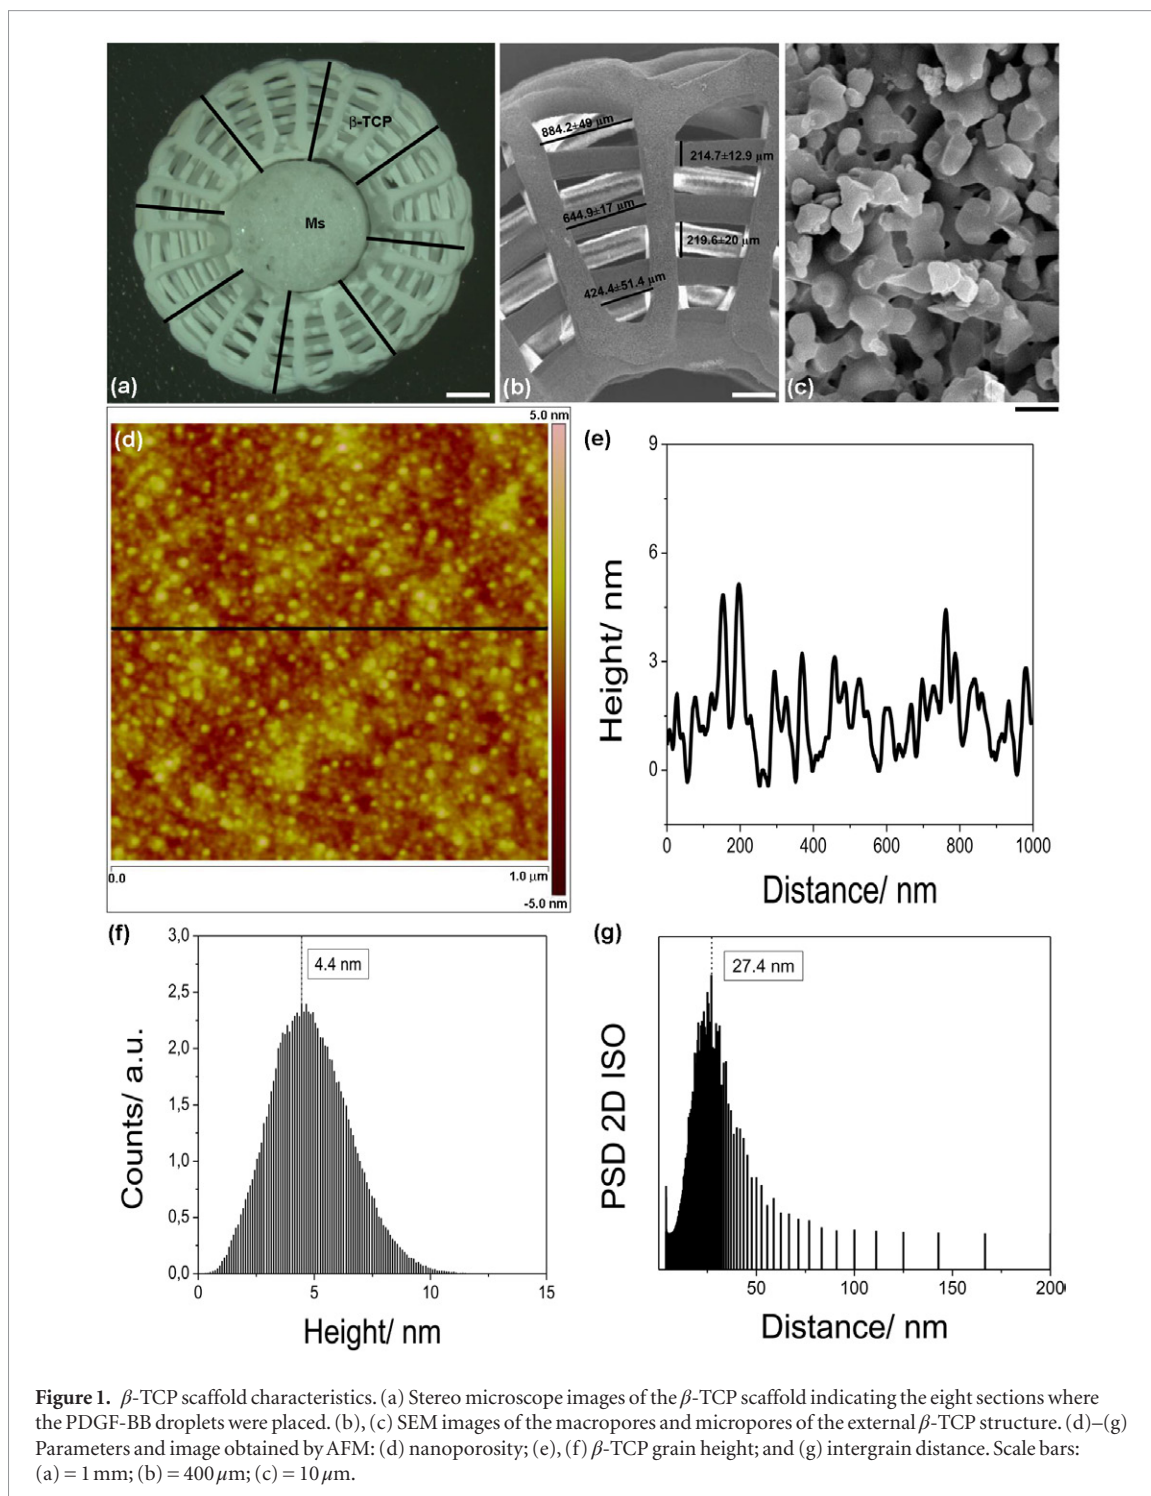 β-TCP
Ms
(a)
884.2±49 µm
214.7±12.9 µm
644.9±17 µm
219.6±20 µm
424.4±51.4 µm
(b)
(c)
5.0 nm
(d)
0.0
1.0 µm
-5.0 nm
(e)
9
6
3
0
Height/ nm
0 200 400 600 800 1000
Distance/ nm
(f)
3,0
2,5
2,0
1,5
1,0
0,5
0,0
4.4 nm
Counts/ a.u.
0 5 10 15
Height/ nm
(g)
27.4 nm
PSD 2D ISO
50 100 150 200
Distance/ nm
Figure 1. β-TCP scaffold characteristics. (a) Stereo microscope images of the β-TCP scaffold indicating the eight sections where
the PDGF-BB droplets were placed. (b), (c) SEM images of the macropores and micropores of the external β-TCP structure. (d)–(g)
Parameters and image obtained by AFM: (d) nanoporosity; (e), (f) β-TCP grain height; and (g) intergrain distance. Scale bars:
(a) = 1 mm; (b) = 400 µm; (c) = 10 µm.